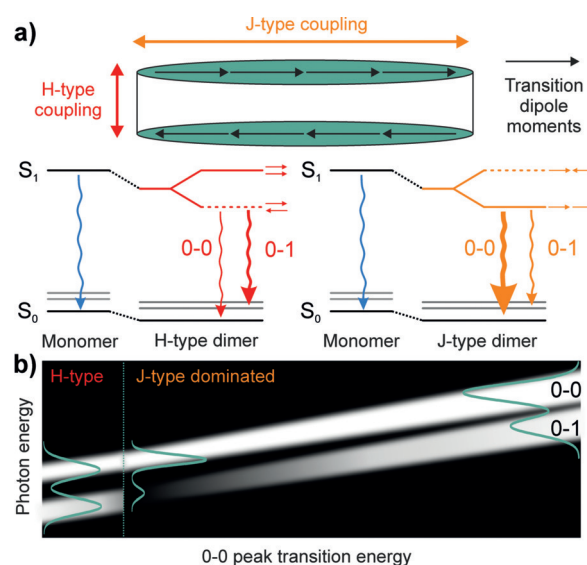 a)
J-type coupling
H-type
coupling
Transition
dipole
moments
S1
S1
0-0
0-1
0-0
0-1
S0
S0
Monomer
H-type dimer
Monomer
J-type dimer
b)
H-type
J-type dominated
0-0
0-1
Photon energy
0-0 peak transition energy